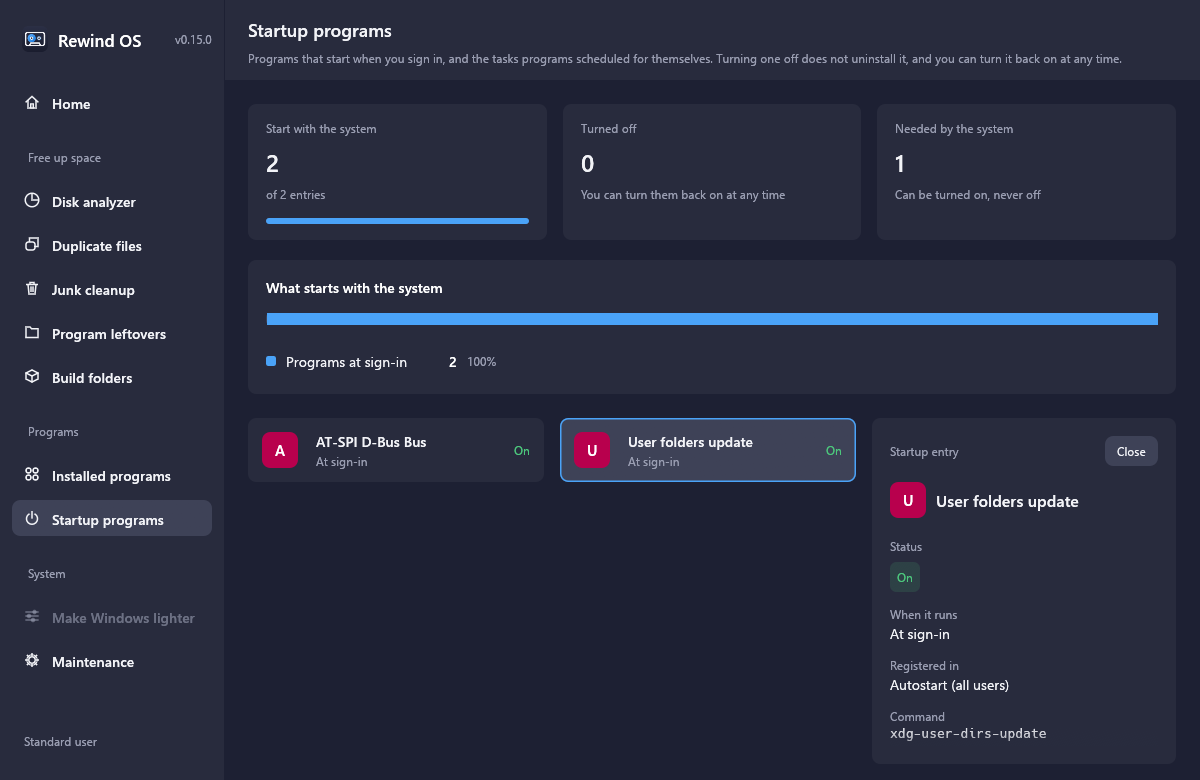 Rewind OS v0.15.0
Home
Free up space
Disk analyzer
Duplicate files
Junk cleanup
Program leftovers
Build folders
Programs
Installed programs
Startup programs
System
Make Windows lighter
Maintenance
Standard user
Startup programs
Programs that start when you sign in, and the tasks programs scheduled for themselves. Turning one off does not uninstall it, and you can turn it back on at any time.
Start with the system
2
of 2 entries
Turned off
0
You can turn them back on at any time
Needed by the system
1
Can be turned on, never off
What starts with the system
Programs at sign-in 2 100%
A
AT-SPI D-Bus Bus
At sign-in
On
U
User folders update
At sign-in
On
Startup entry
Close
U
User folders update
Status
On
When it runs
At sign-in
Registered in
Autostart (all users)
Command
xdg-user-dirs-update